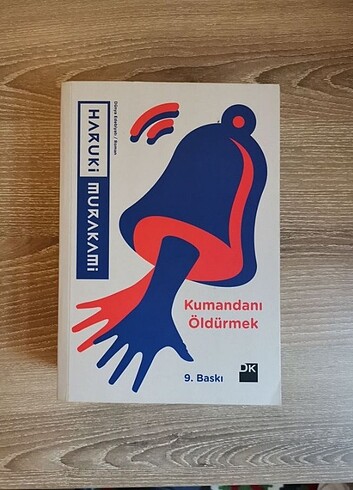 Dünya Edebiyatı / Roman
HARUKI MURAKAMI
Kumandanı
Öldürmek
9. Baskı
DK